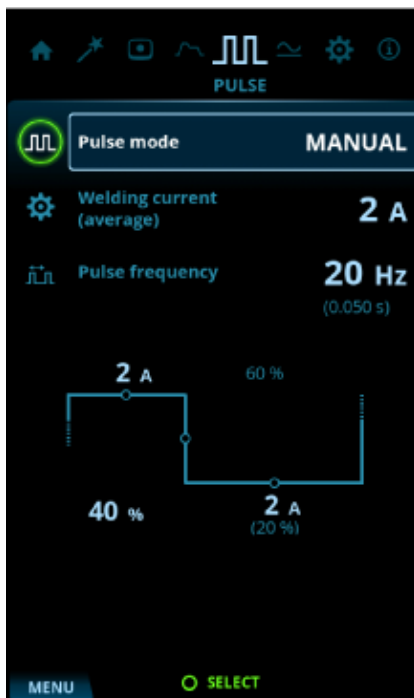 PULSE
Pulse mode MANUAL
Welding current
(average)
2 A
Pulse frequency 20 Hz
(0.050 s)
2 A 60 %
40 % 2 A
(20 %)
MENU SELECT